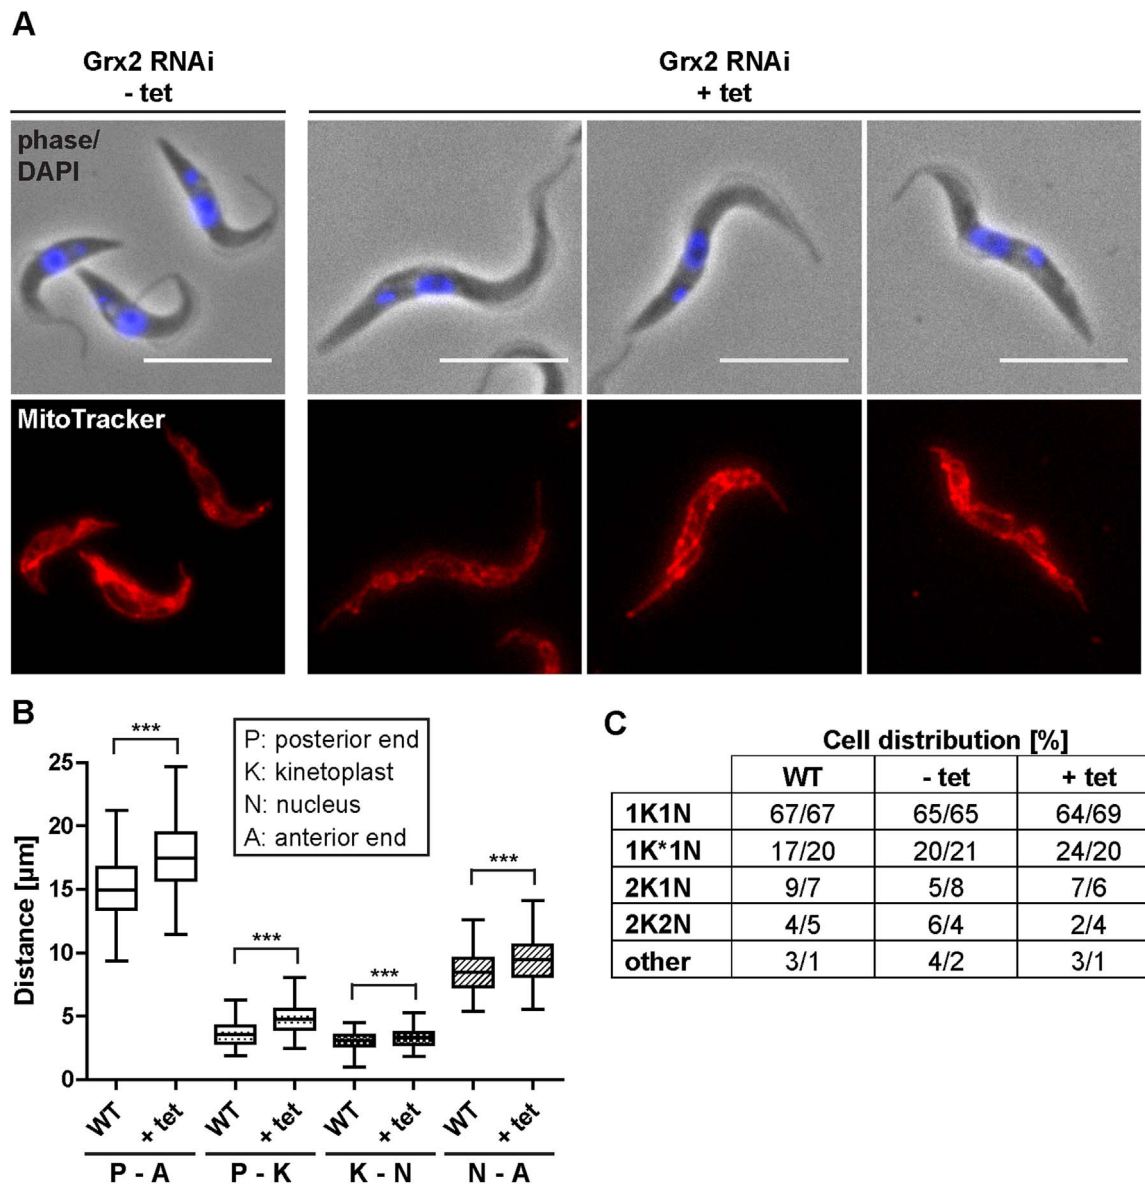 A
Grx2 RNAi
- tet
Grx2 RNAi
+ tet
phase/
DAPI
MitoTracker
B
***
P: posterior end
K: kinetoplast
N: nucleus
A: anterior end
***
***
***
Distance [µm]
25
20
15
10
5
0
WT + tet WT + tet WT + tet WT + tet
P - A P - K K - N N - A
C
Cell distribution [%]
WT - tet + tet
1K1N 67/67 65/65 64/69
1K*1N 17/20 20/21 24/20
2K1N 9/7 5/8 7/6
2K2N 4/5 6/4 2/4
other 3/1 4/2 3/1